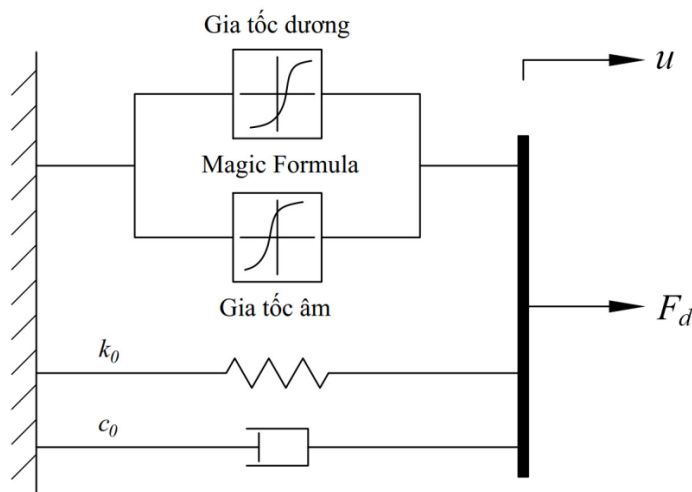 Gia tốc dương
u
Magic Formula
Gia tốc âm
F_d
k_0
c_0